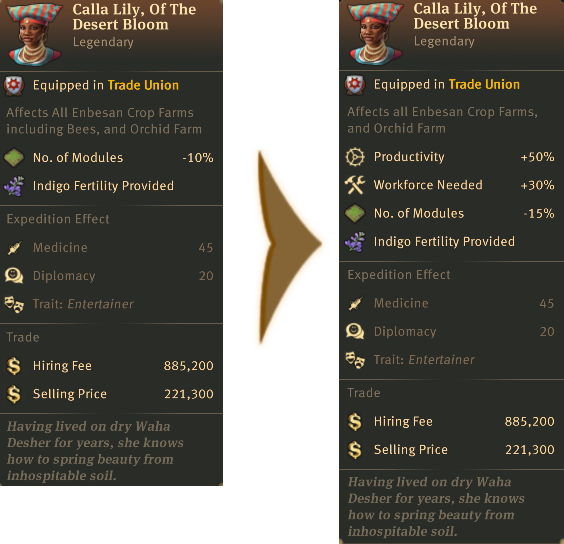 Calla Lily, Of The
Desert Bloom
Legendary
Equipped in Trade Union
Affects All Enbesan Crop Farms
including Bees, and Orchid Farm
No. of Modules -10%
Indigo Fertility Provided
Expedition Effect
Medicine 45
Diplomacy 20
Trait: Entertainer
Trade
Hiring Fee 885,200
Selling Price 221,300
Having lived on dry Waha
Desher for years, she knows
how to spring beauty from
inhospitable soil.
Calla Lily, Of The
Desert Bloom
Legendary
Equipped in Trade Union
Affects all Enbesan Crop Farms,
and Orchid Farm
Productivity +50%
Workforce Needed +30%
No. of Modules -15%
Indigo Fertility Provided
Expedition Effect
Medicine 45
Diplomacy 20
Trait: Entertainer
Trade
Hiring Fee 885,200
Selling Price 221,300
Having lived on dry Waha
Desher for years, she knows
how to spring beauty from
inhospitable soil.